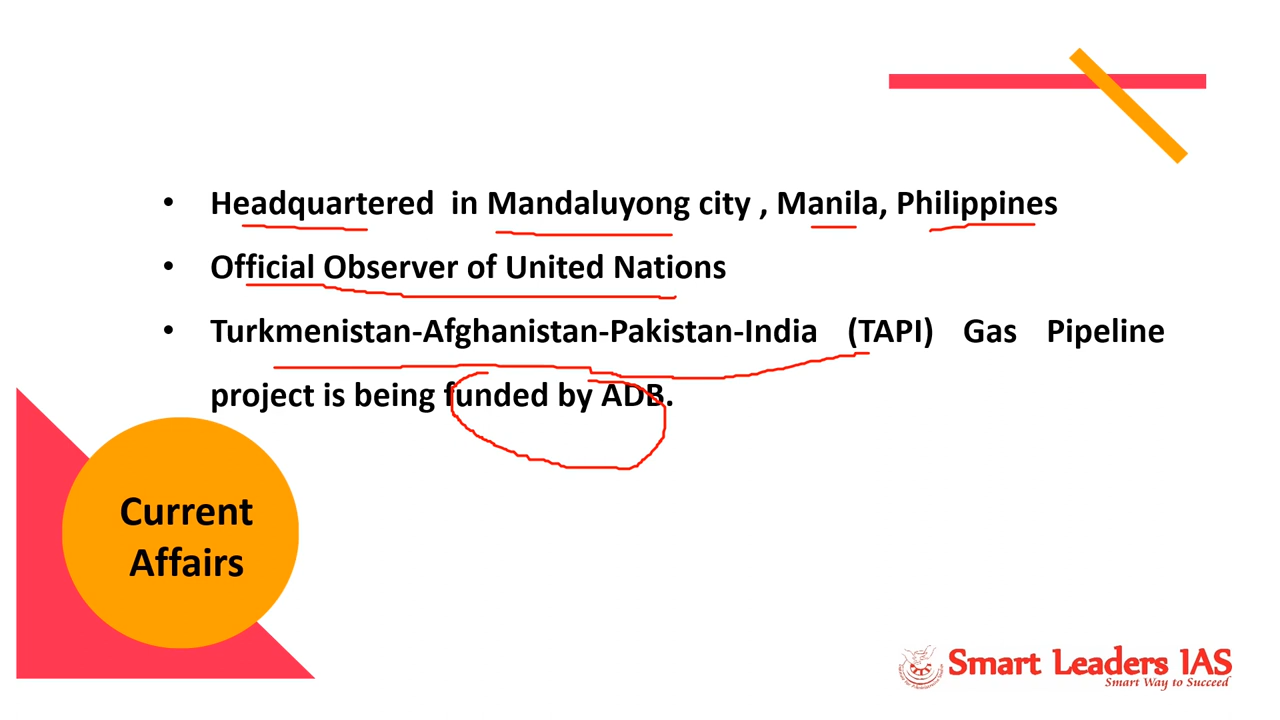 • Headquartered in Mandaluyong city , Manila, Philippines
• Official Observer of United Nations
• Turkmenistan-Afghanistan-Pakistan-India (TAPI) Gas Pipeline
project is being funded by ADB.
Current
Affairs
Smart Leaders IAS
Smart Way to Succeed